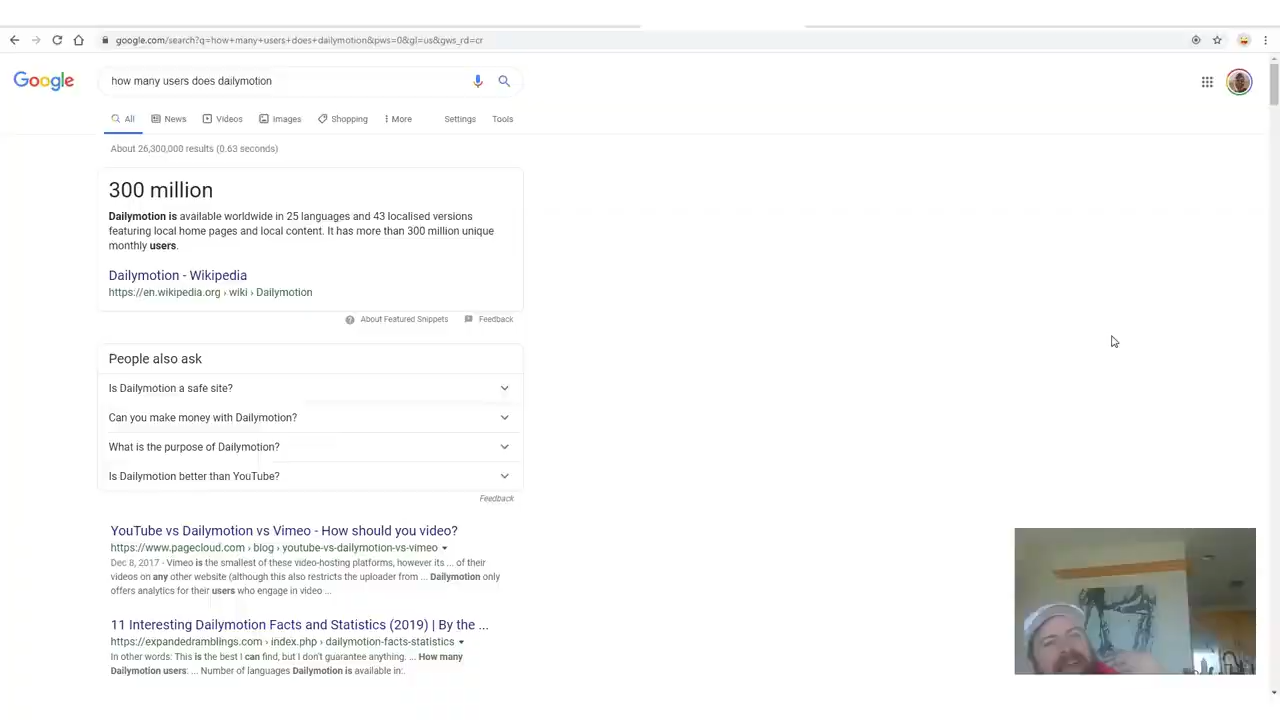 google.com/search?q=how+many+users+does+dailymotion&pws=0&gl=us&gws_rd=cr
Google
how many users does dailymotion
All News Videos Images Shopping More Settings Tools
About 26,300,000 results (0.63 seconds)
300 million
Dailymotion is available worldwide in 25 languages and 43 localised versions
featuring local home pages and local content. It has more than 300 million unique
monthly users.
Dailymotion - Wikipedia
https://en.wikipedia.org › wiki › Dailymotion
About Featured Snippets Feedback
People also ask
Is Dailymotion a safe site?
Can you make money with Dailymotion?
What is the purpose of Dailymotion?
Is Dailymotion better than YouTube?
Feedback
YouTube vs Dailymotion vs Vimeo - How should you video?
https://www.pagecloud.com › blog › youtube-vs-dailymotion-vs-vimeo
Dec 8, 2017 · Vimeo is the smallest of these video-hosting platforms, however its ... of their
videos on any other website (although this also restricts the uploader from ... Dailymotion only
offers analytics for their users who engage in video ...
11 Interesting Dailymotion Facts and Statistics (2019) | By the ...
https://expandedramblings.com › index.php › dailymotion-facts-statistics
In other words: This is the best I can find, but I don't guarantee anything. ... How many
Dailymotion users: ... Number of languages Dailymotion is available in:.